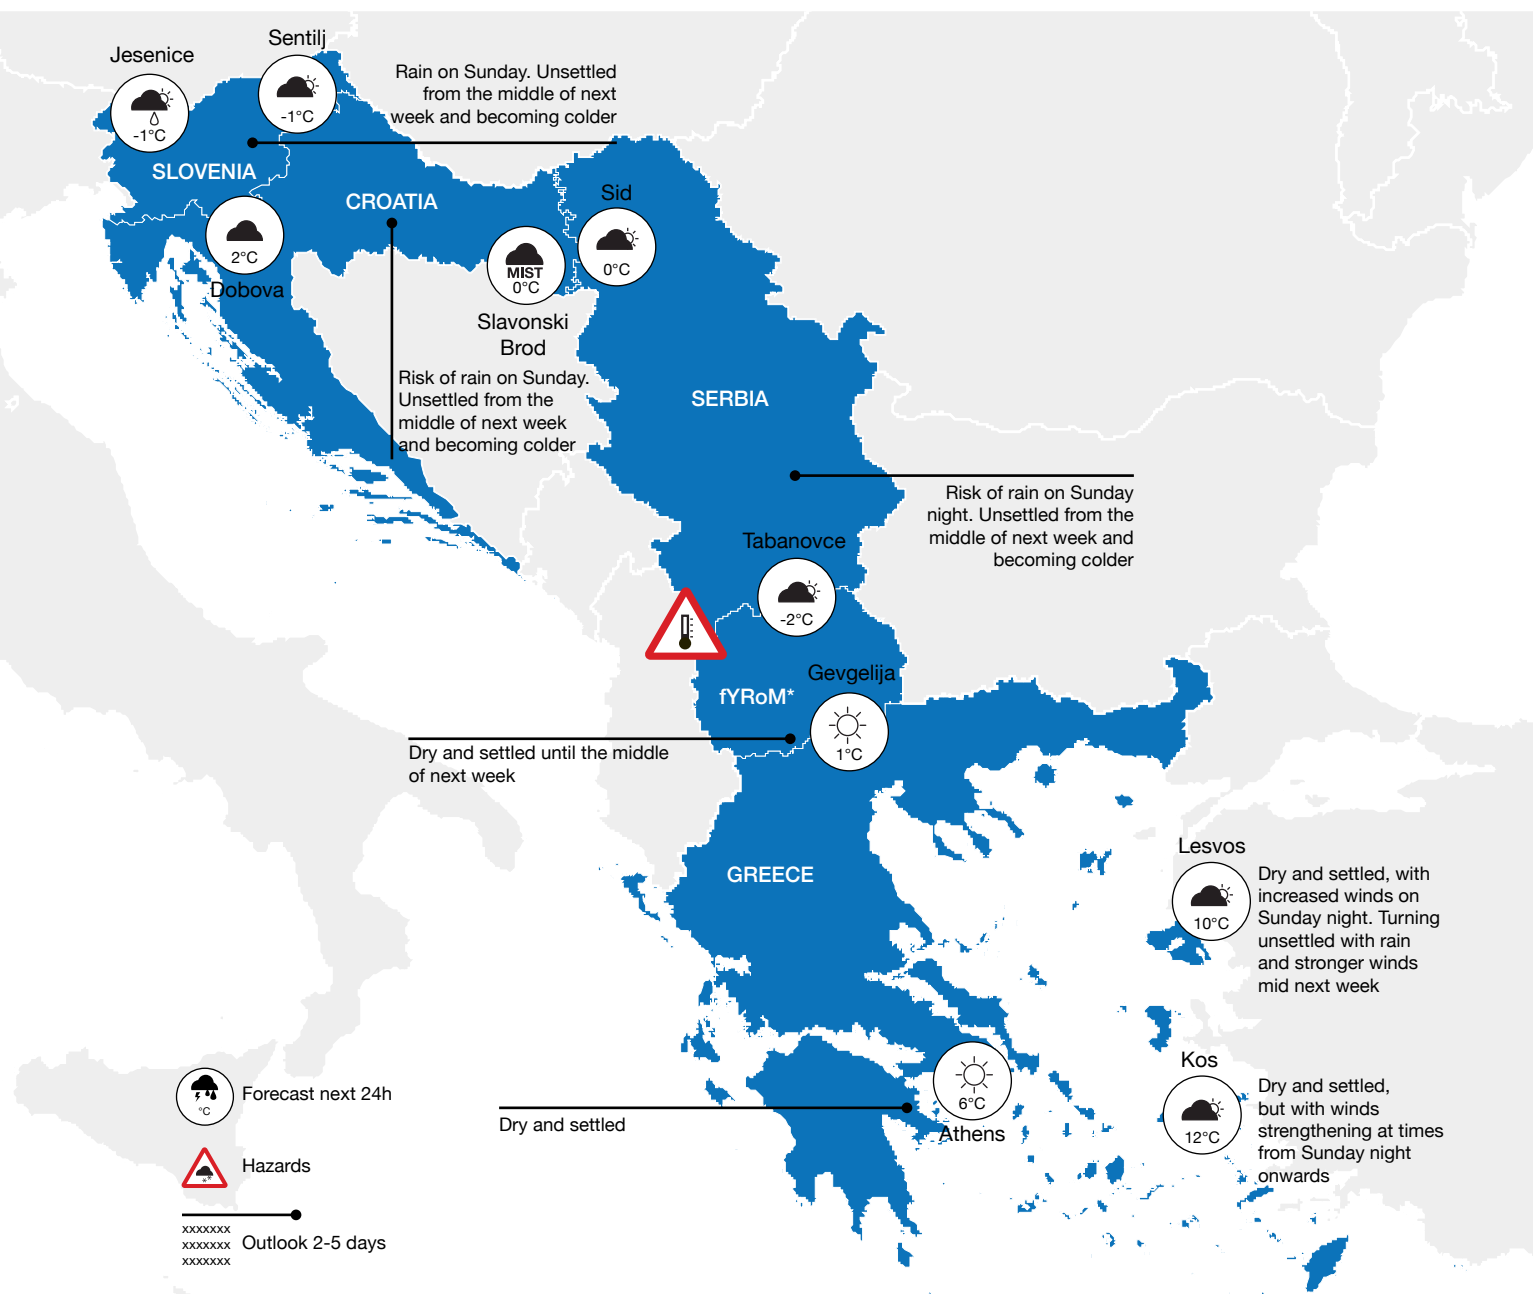 Jesenice
-1°C
Sentilj
-1°C
Rain on Sunday. Unsettled
from the middle of next
week and becoming colder
SLOVENIA
CROATIA
2°C
Dobova
Sid
0°C
MIST
0°C
Slavonski
Brod
Risk of rain on Sunday.
Unsettled from the
middle of next week
and becoming colder
SERBIA
Risk of rain on Sunday
night. Unsettled from the
middle of next week and
becoming colder
Tabanovce
-2°C
Gevgelija
1°C
fYRoM*
Dry and settled until the middle
of next week
GREECE
Lesvos
10°C
Dry and settled, with
increased winds on
Sunday night. Turning
unsettled with rain
and stronger winds
mid next week
Kos
12°C
Dry and settled,
but with winds
strengthening at times
from Sunday night
onwards
6°C
Athens
Dry and settled
°C
Forecast next 24h
Hazards
xxxxxxx
xxxxxxx
xxxxxxx
Outlook 2-5 days